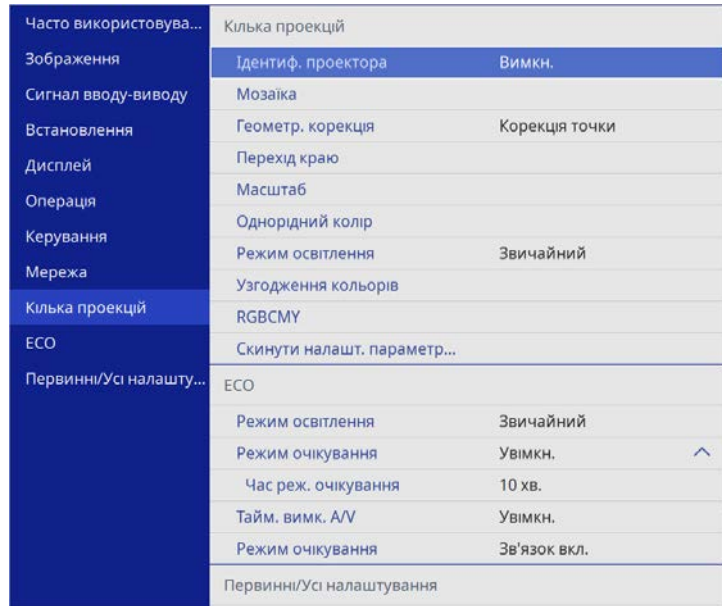 Часто використовува...
Зображення
Сигнал вводу-виводу
Встановлення
Дисплей
Операція
Керування
Мережа
Кілька проекцій
ECO
Первинні/Усі налашту...
Кілька проекцій
Ідентиф. проектора Вимкн.
Мозаїка
Геометр. корекція Корекція точки
Перехід краю
Масштаб
Однорідний колір
Режим освітлення Звичайний
Узгодження кольорів
RGBCMY
Скинути налашт. параметр...
ECO
Режим освітлення Звичайний
Режим очікування Увімкн.
Час реж. очікування 10 хв.
Тайм. вимк. A/V Увімкн.
Режим очікування Зв'язок вкл.
Первинні/Усі налаштування